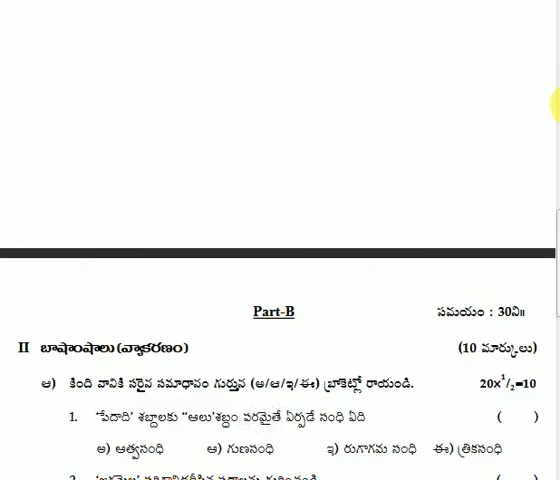 Part-B
సమయం : 30ని॥
II భాషాంషాలు (వ్యాకరణం) (10 మార్కులు)
అ) కింది వానికి సరైన సమాధానం గుర్తున (అ/ఆ/ఇ/ఈ) బ్రాకెట్లో రాయండి. 20x1/2=10
1. 'పేదాది' శబ్దాలకు "ఆలు'శబ్దం పరమైతే ఏర్పడే సంధి ఏది ( )
అ) ఆత్వసంధి ఆ) గుణసంధి ఇ) రుగాగమ సంధి ఈ) త్రికసంధి
2. ( )